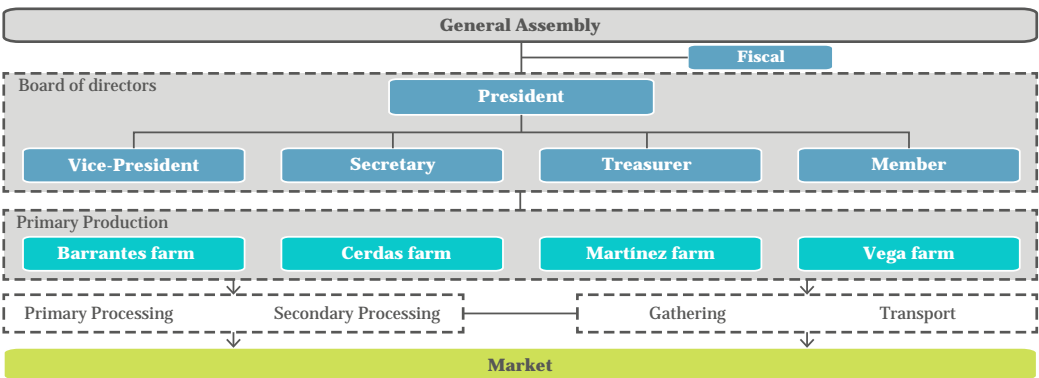 General Assembly
Fiscal
Board of directors
President
Vice-President Secretary Treasurer Member
Primary Production
Barrantes farm Cerdas farm Martínez farm Vega farm
Primary Processing Secondary Processing Gathering Transport
Market